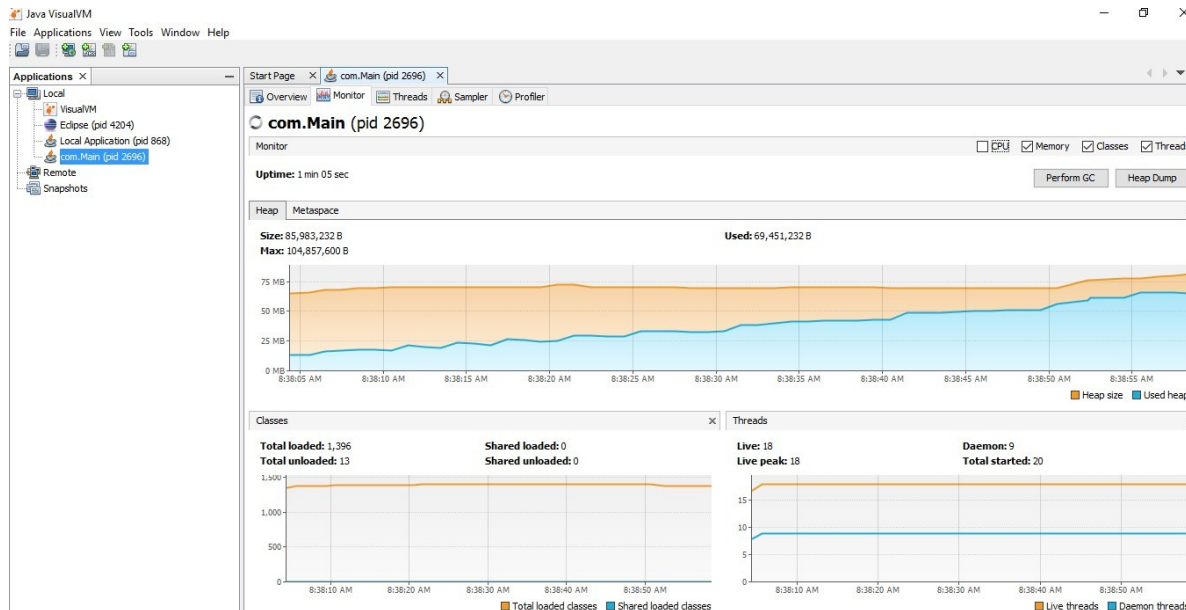 Java VisualVM
File Applications View Tools Window Help
Applications
Local
VisualVM
Eclipse (pid 4204)
Local Application (pid 868)
com.Main (pid 2696)
Remote
Snapshots
Start Page com.Main (pid 2696)
Overview Monitor Threads Sampler Profiler
com.Main (pid 2696)
Monitor CPU Memory Classes Thread
Uptime: 1 min 05 sec Perform GC Heap Dump
Heap Metaspace
Size: 85,983,232 B Used: 69,451,232 B
Max: 104,857,600 B
75 MB
50 MB
25 MB
0 MB
8:38:05 AM 8:38:10 AM 8:38:15 AM 8:38:20 AM 8:38:25 AM 8:38:30 AM 8:38:35 AM 8:38:40 AM 8:38:45 AM 8:38:50 AM 8:38:55 AM
Heap size Used heap
Classes
Total loaded: 1,396 Shared loaded: 0
Total unloaded: 13 Shared unloaded: 0
1,500
1,000
500
0
8:38:10 AM 8:38:20 AM 8:38:30 AM 8:38:40 AM 8:38:50 AM
Total loaded classes Shared loaded classes
Threads
Live: 18 Daemon: 9
Live peak: 18 Total started: 20
15
10
5
0
8:38:10 AM 8:38:20 AM 8:38:30 AM 8:38:40 AM 8:38:50 AM
Live threads Daemon threads